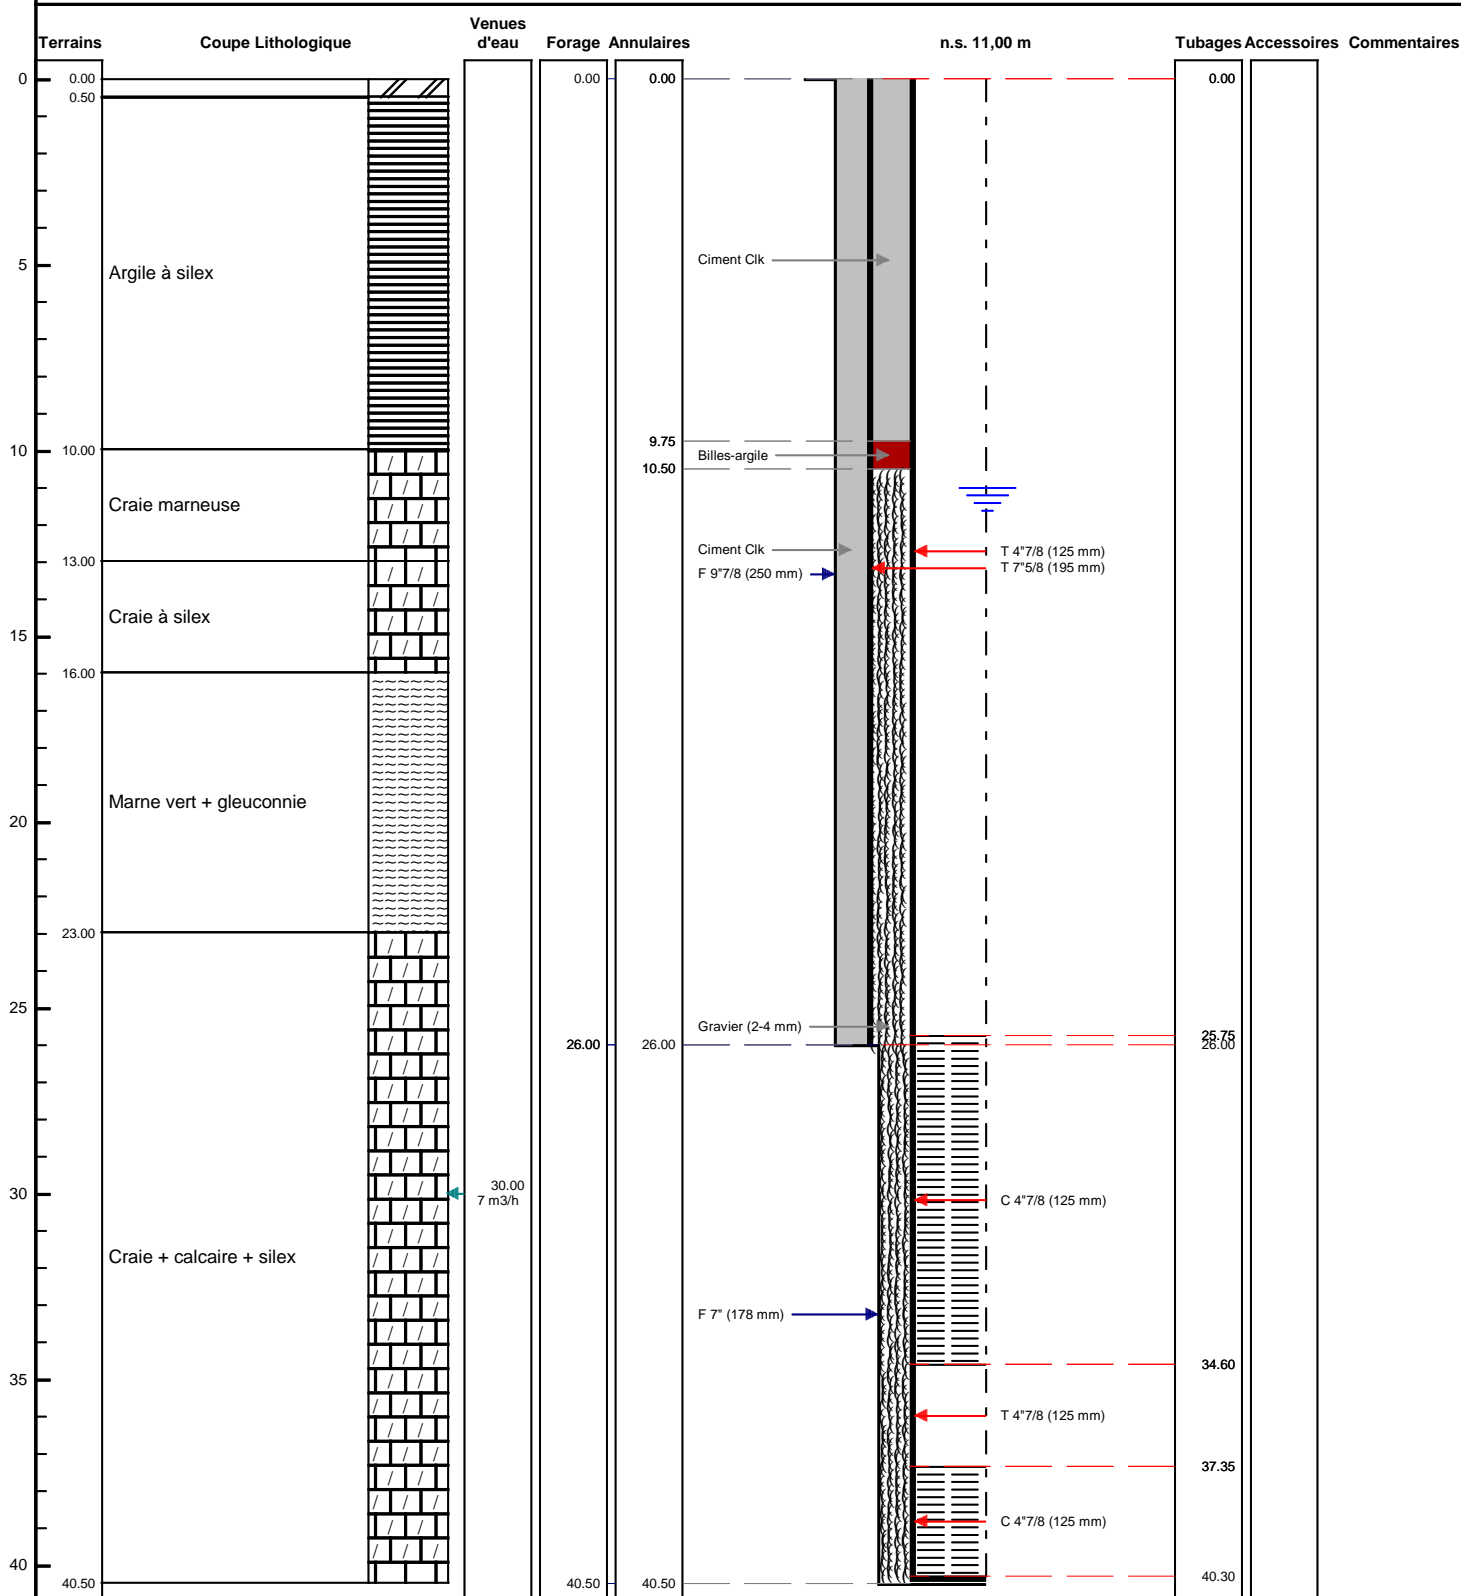 Venues
Terrains Coupe Lithologique d'eau Forage Annulaires n.s. 11,00 m Tubages Accessoires Commentaires
0 0.00 0.00 0.00 0.00
0.50
5 Argile à silex Ciment Clk
9.75
10 10.00 Billes-argile
10.50
Craie marneuse
Ciment Clk T 4"7/8 (125 mm)
13.00 F 9"7/8 (250 mm) T 7"5/8 (195 mm)
Craie à silex
15
16.00
Marne vert + gleuconnie
20
23.00
25 Gravier (2-4 mm)
25.75
26.00 26.00 26.00
30 30.00 C 4"7/8 (125 mm)
7 m3/h
Craie + calcaire + silex
F 7" (178 mm)
34.60
35
T 4"7/8 (125 mm)
37.35
C 4"7/8 (125 mm)
40 40.30
40.50 40.50 40.50